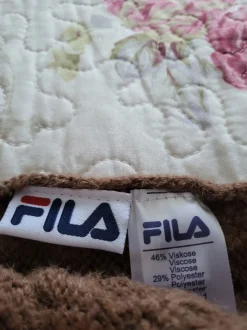 FILA
FILA
46% Viskose
Viscose
Viscose
29% Polyester
Polyester